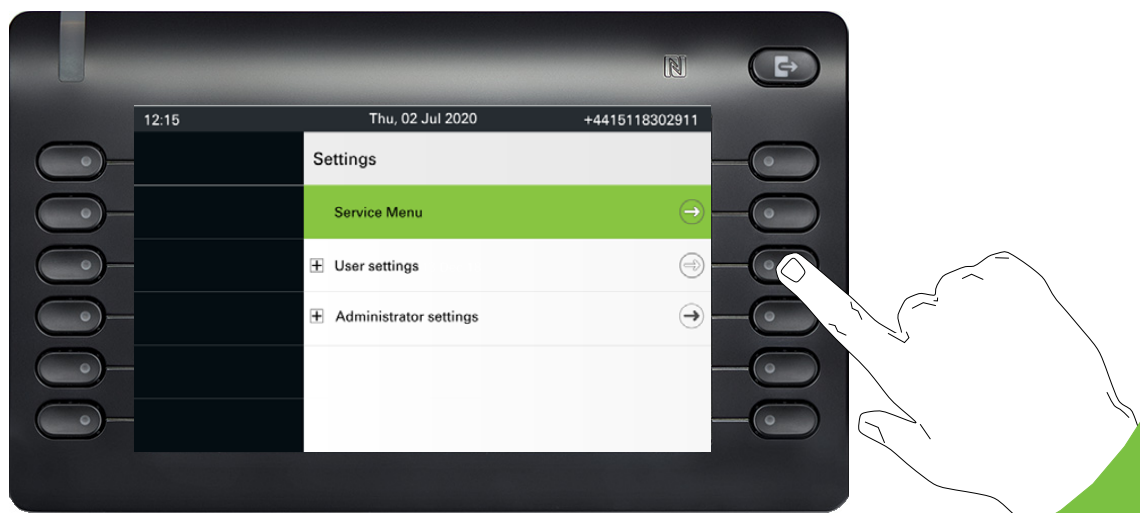 12:15 Thu, 02 Jul 2020 +4415118302911
Settings
Service Menu
User settings
Administrator settings